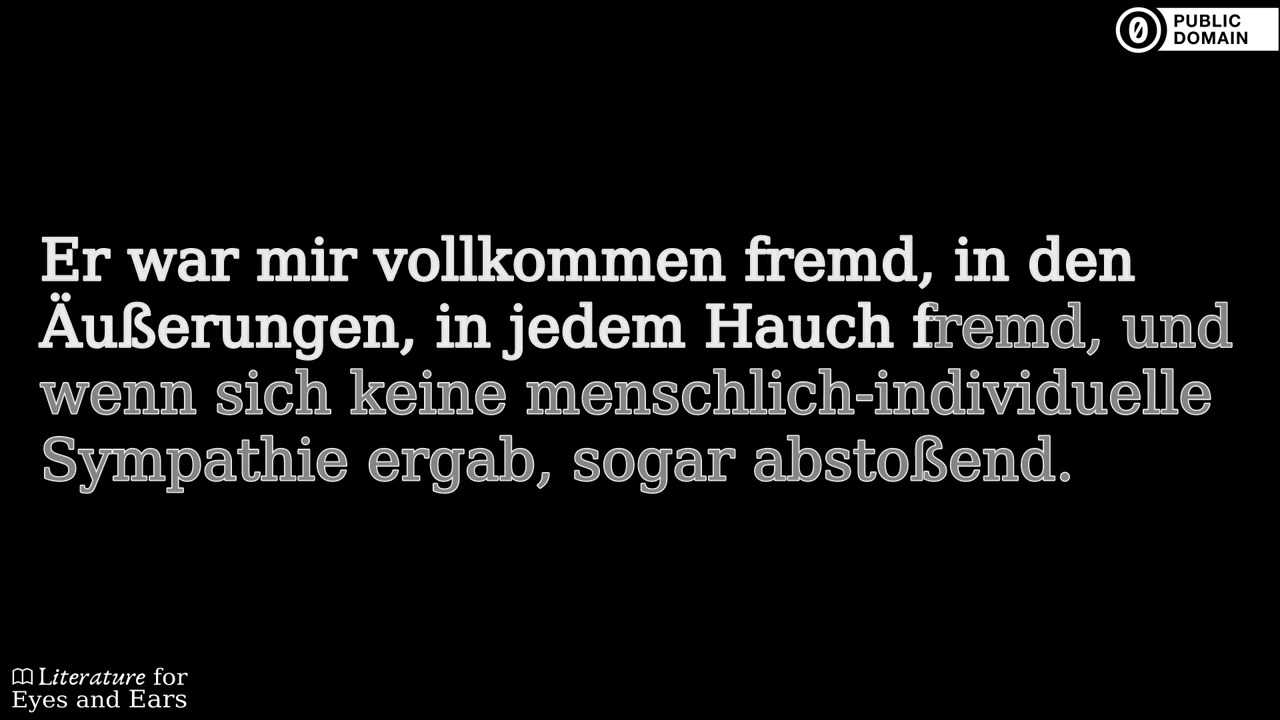 PUBLIC
DOMAIN
Er war mir vollkommen fremd, in den
Äußerungen, in jedem Hauch fremd, und
wenn sich keine menschlich-individuelle
Sympathie ergab, sogar abstoßend.
Literature for
Eyes and Ears